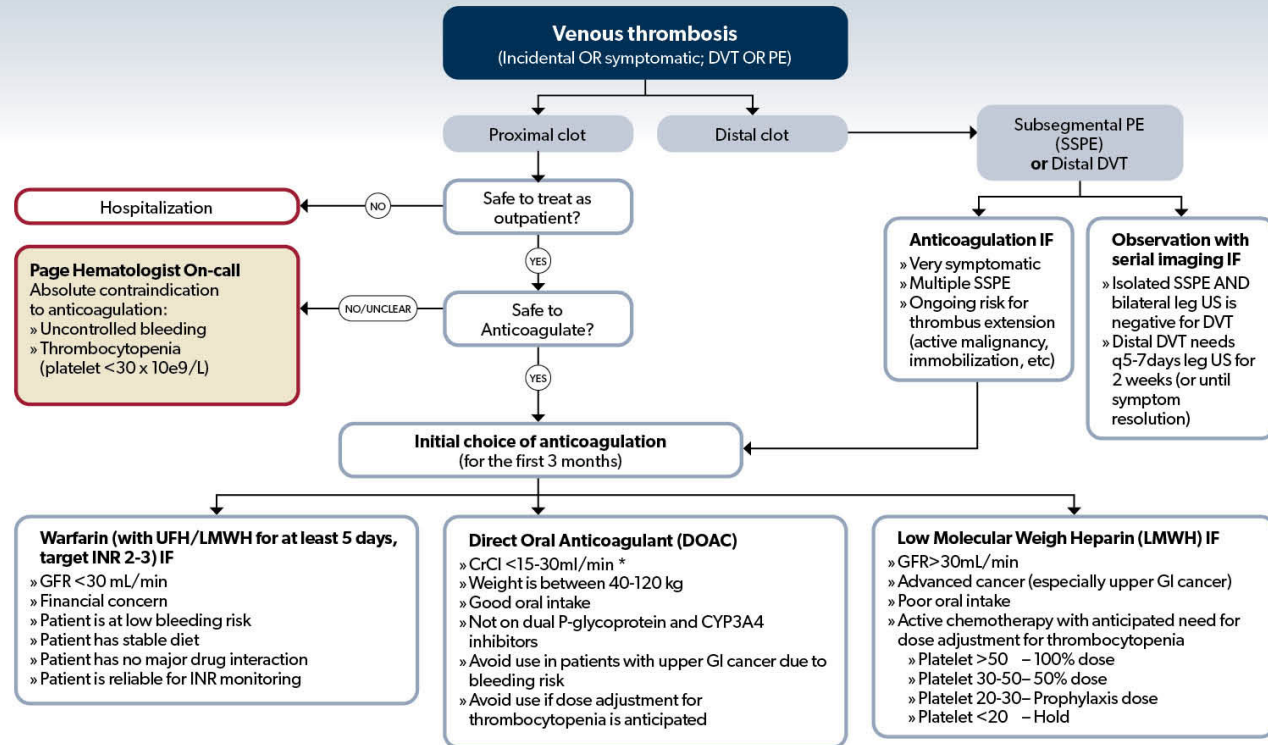 Venous thrombosis
(Incidental OR symptomatic; DVT OR PE)
Proximal clot
Distal clot
Subsegmental PE
(SSPE)
or Distal DVT
Safe to treat as
outpatient?
NO
Hospitalization
YES
Safe to
Anticoagulate?
NO/UNCLEAR
Page Hematologist On-call
Absolute contraindication
to anticoagulation:
» Uncontrolled bleeding
» Thrombocytopenia
(platelet <30 x 10e9/L)
YES
Anticoagulation IF
» Very symptomatic
» Multiple SSPE
» Ongoing risk for
thrombus extension
(active malignancy,
immobilization, etc)
Observation with
serial imaging IF
» Isolated SSPE AND
bilateral leg US is
negative for DVT
» Distal DVT needs
q5-7days leg US for
2 weeks (or until
symptom
resolution)
Initial choice of anticoagulation
(for the first 3 months)
Warfarin (with UFH/LMWH for at least 5 days,
target INR 2-3) IF
» GFR <30 mL/min
» Financial concern
» Patient is at low bleeding risk
» Patient has stable diet
» Patient has no major drug interaction
» Patient is reliable for INR monitoring
Direct Oral Anticoagulant (DOAC)
» CrCl <15-30ml/min *
» Weight is between 40-120 kg
» Good oral intake
» Not on dual P-glycoprotein and CYP3A4
inhibitors
» Avoid use in patients with upper GI cancer due to
bleeding risk
» Avoid use if dose adjustment for
thrombocytopenia is anticipated
Low Molecular Weigh Heparin (LMWH) IF
» GFR>30mL/min
» Advanced cancer (especially upper GI cancer)
» Poor oral intake
» Active chemotherapy with anticipated need for
dose adjustment for thrombocytopenia
» Platelet >50 – 100% dose
» Platelet 30-50– 50% dose
» Platelet 20-30– Prophylaxis dose
» Platelet <20 – Hold